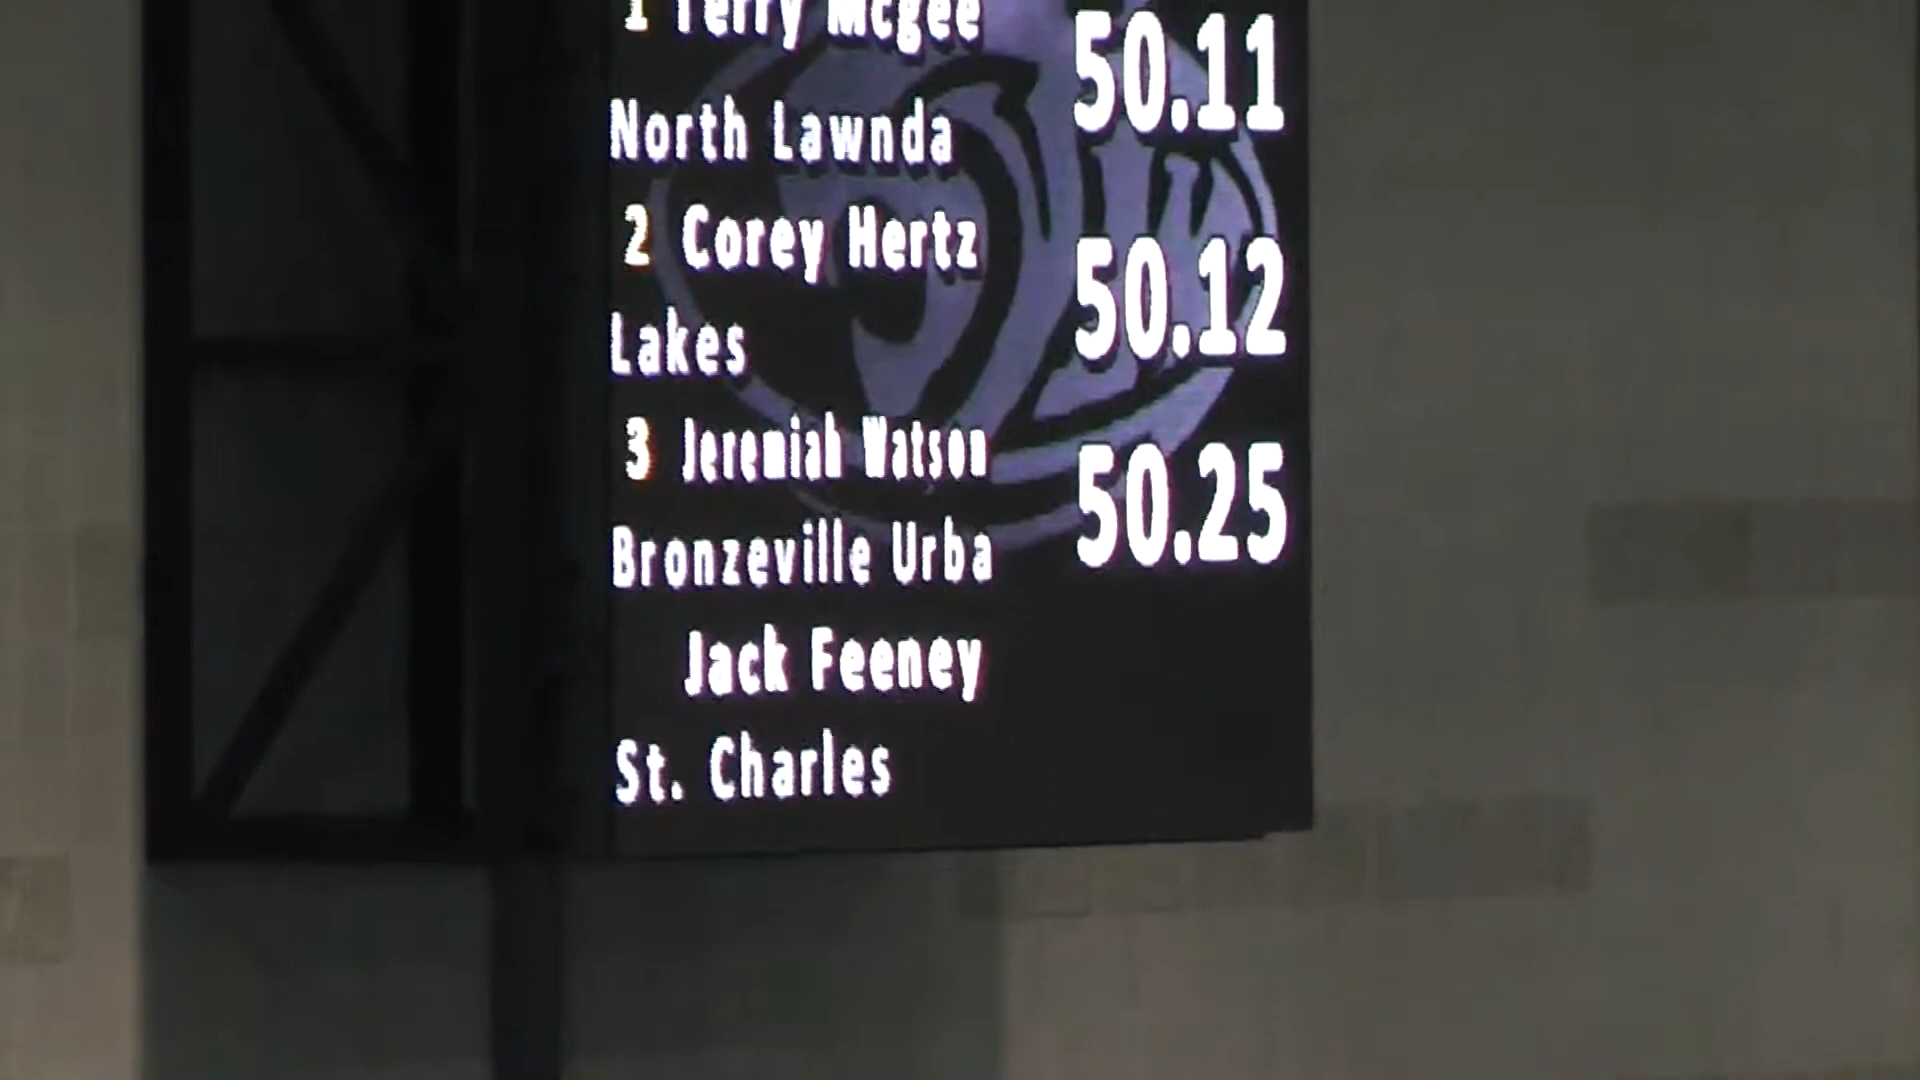 1 Terry Mcgee 50.11
North Lawnda
2 Corey Hertz 50.12
Lakes
3 Jeremiah Watson 50.25
Bronzeville Urba
Jack Feeney
St. Charles